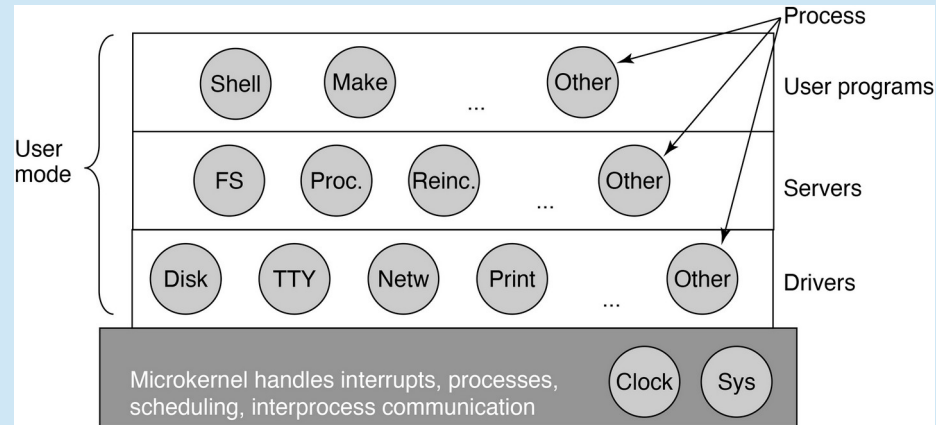 Process
Shell Make ... Other
User programs
User
mode
FS Proc. Reinc. ... Other
Servers
Disk TTY Netw Print ... Other
Drivers
Microkernel handles interrupts, processes,
scheduling, interprocess communication
Clock Sys